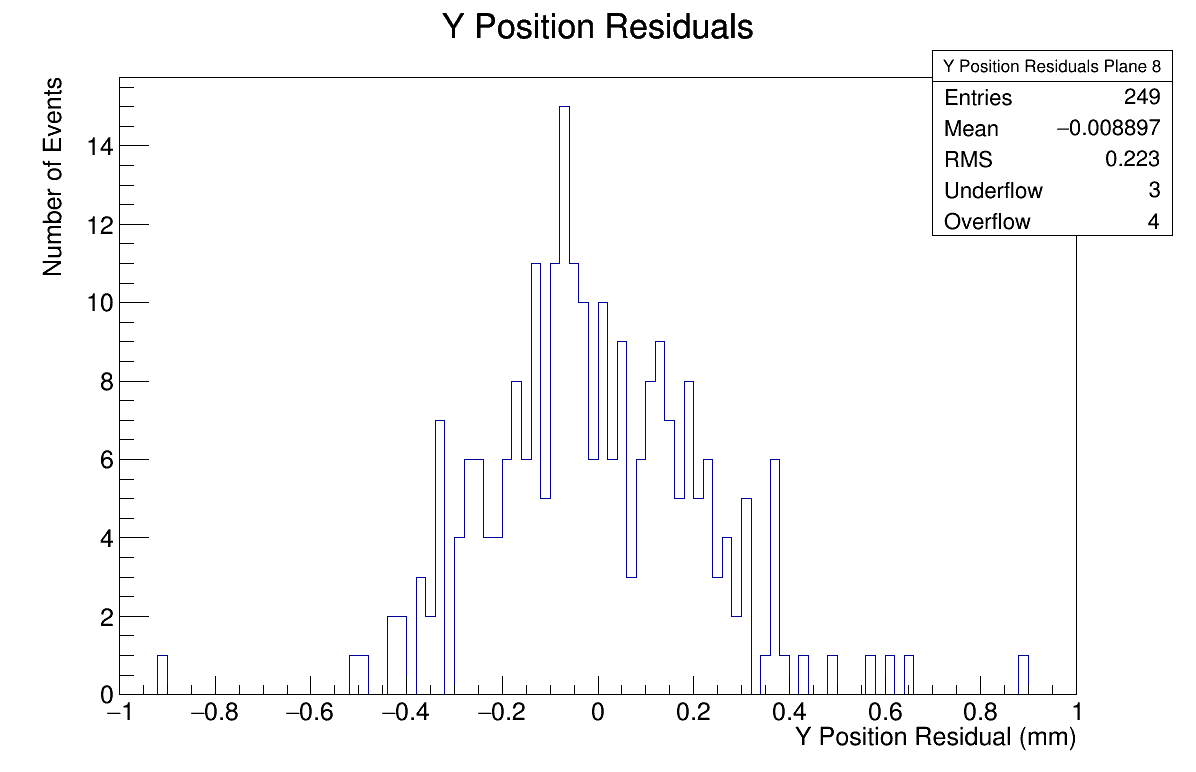 Y Position Residuals
Y Position Residuals Plane 8
Entries 249
Mean −0.008897
RMS 0.223
Underflow 3
Overflow 4
Number of Events
14
12
10
8
6
4
2
0
−1 −0.8 −0.6 −0.4 −0.2 0 0.2 0.4 0.6 0.8 1
Y Position Residual (mm)